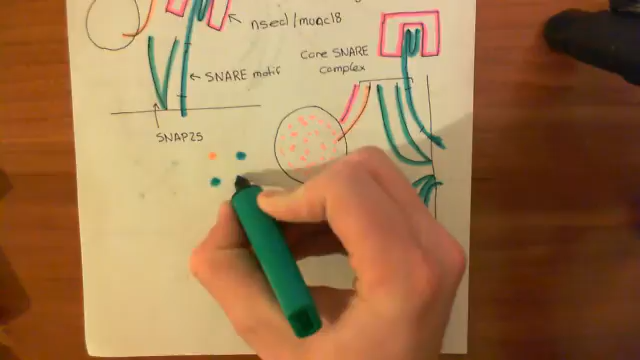 nsec1/munc18
Core SNARE
complex
SNARE motif
SNAP25